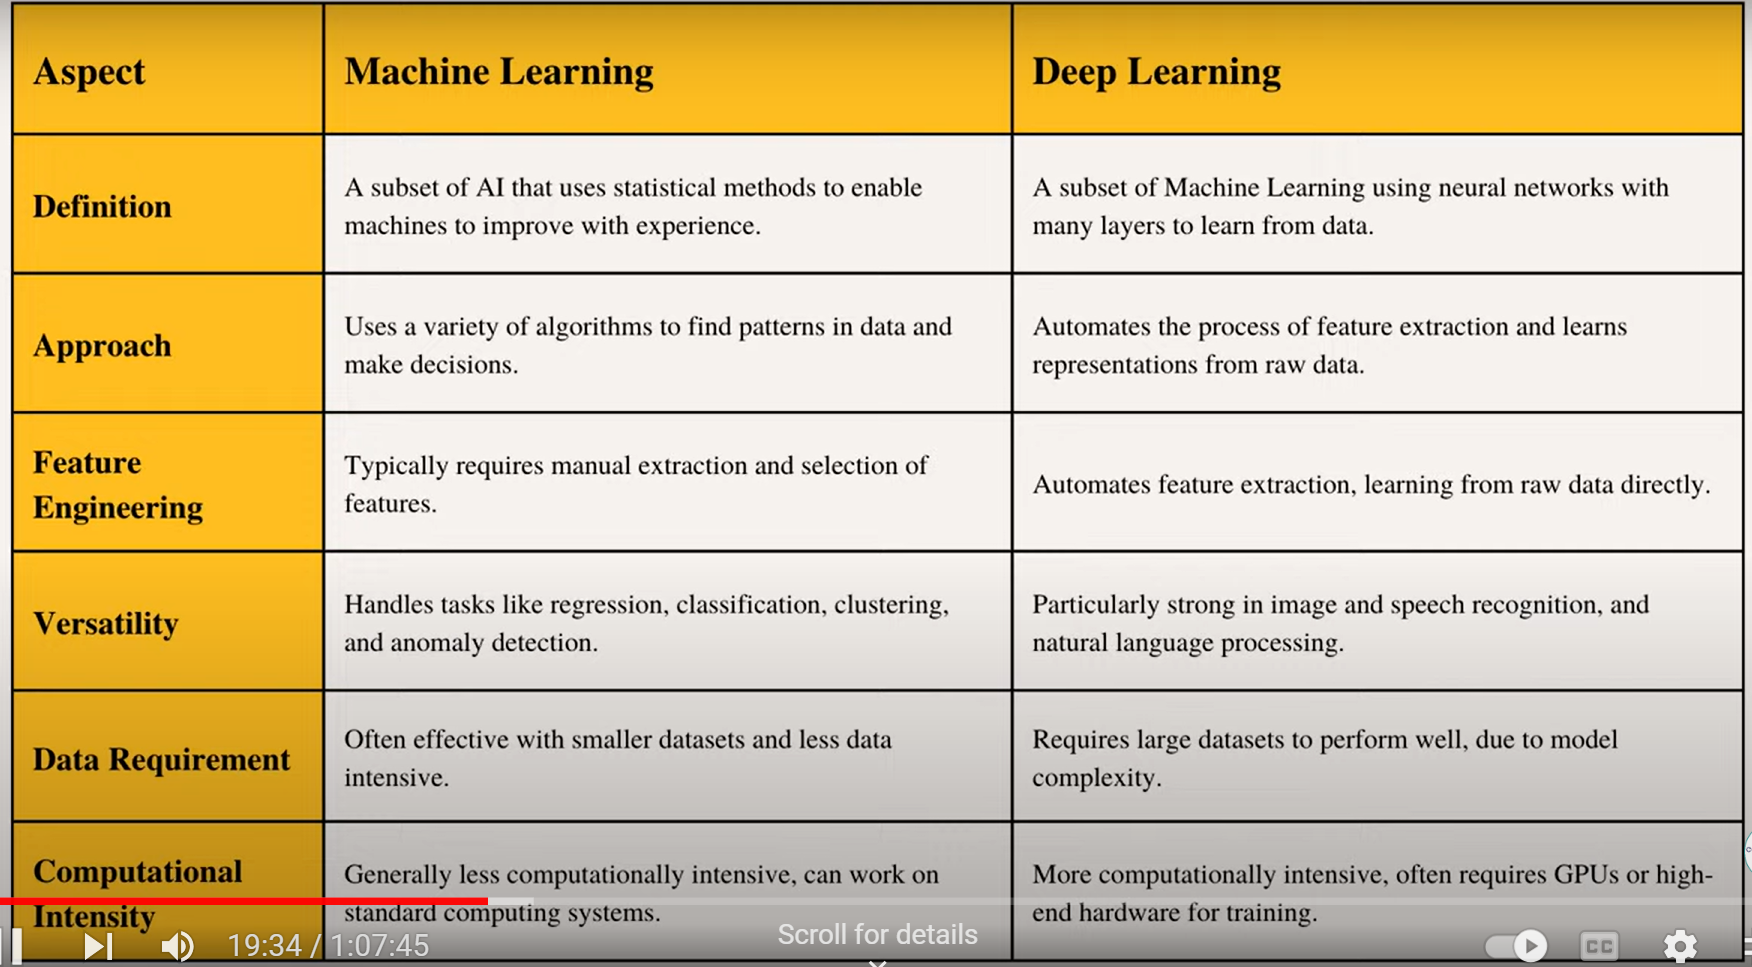 Aspect
Machine Learning
Deep Learning
Definition
A subset of AI that uses statistical methods to enable
machines to improve with experience.
A subset of Machine Learning using neural networks with
many layers to learn from data.
Approach
Uses a variety of algorithms to find patterns in data and
make decisions.
Automates the process of feature extraction and learns
representations from raw data.
Feature
Engineering
Typically requires manual extraction and selection of
features.
Automates feature extraction, learning from raw data directly.
Versatility
Handles tasks like regression, classification, clustering,
and anomaly detection.
Particularly strong in image and speech recognition, and
natural language processing.
Data Requirement
Often effective with smaller datasets and less data
intensive.
Requires large datasets to perform well, due to model
complexity.
Computational
Intensity
Generally less computationally intensive, can work on
standard computing systems.
More computationally intensive, often requires GPUs or high-
end hardware for training.
19:34 / 1:07:45
Scroll for details
CC